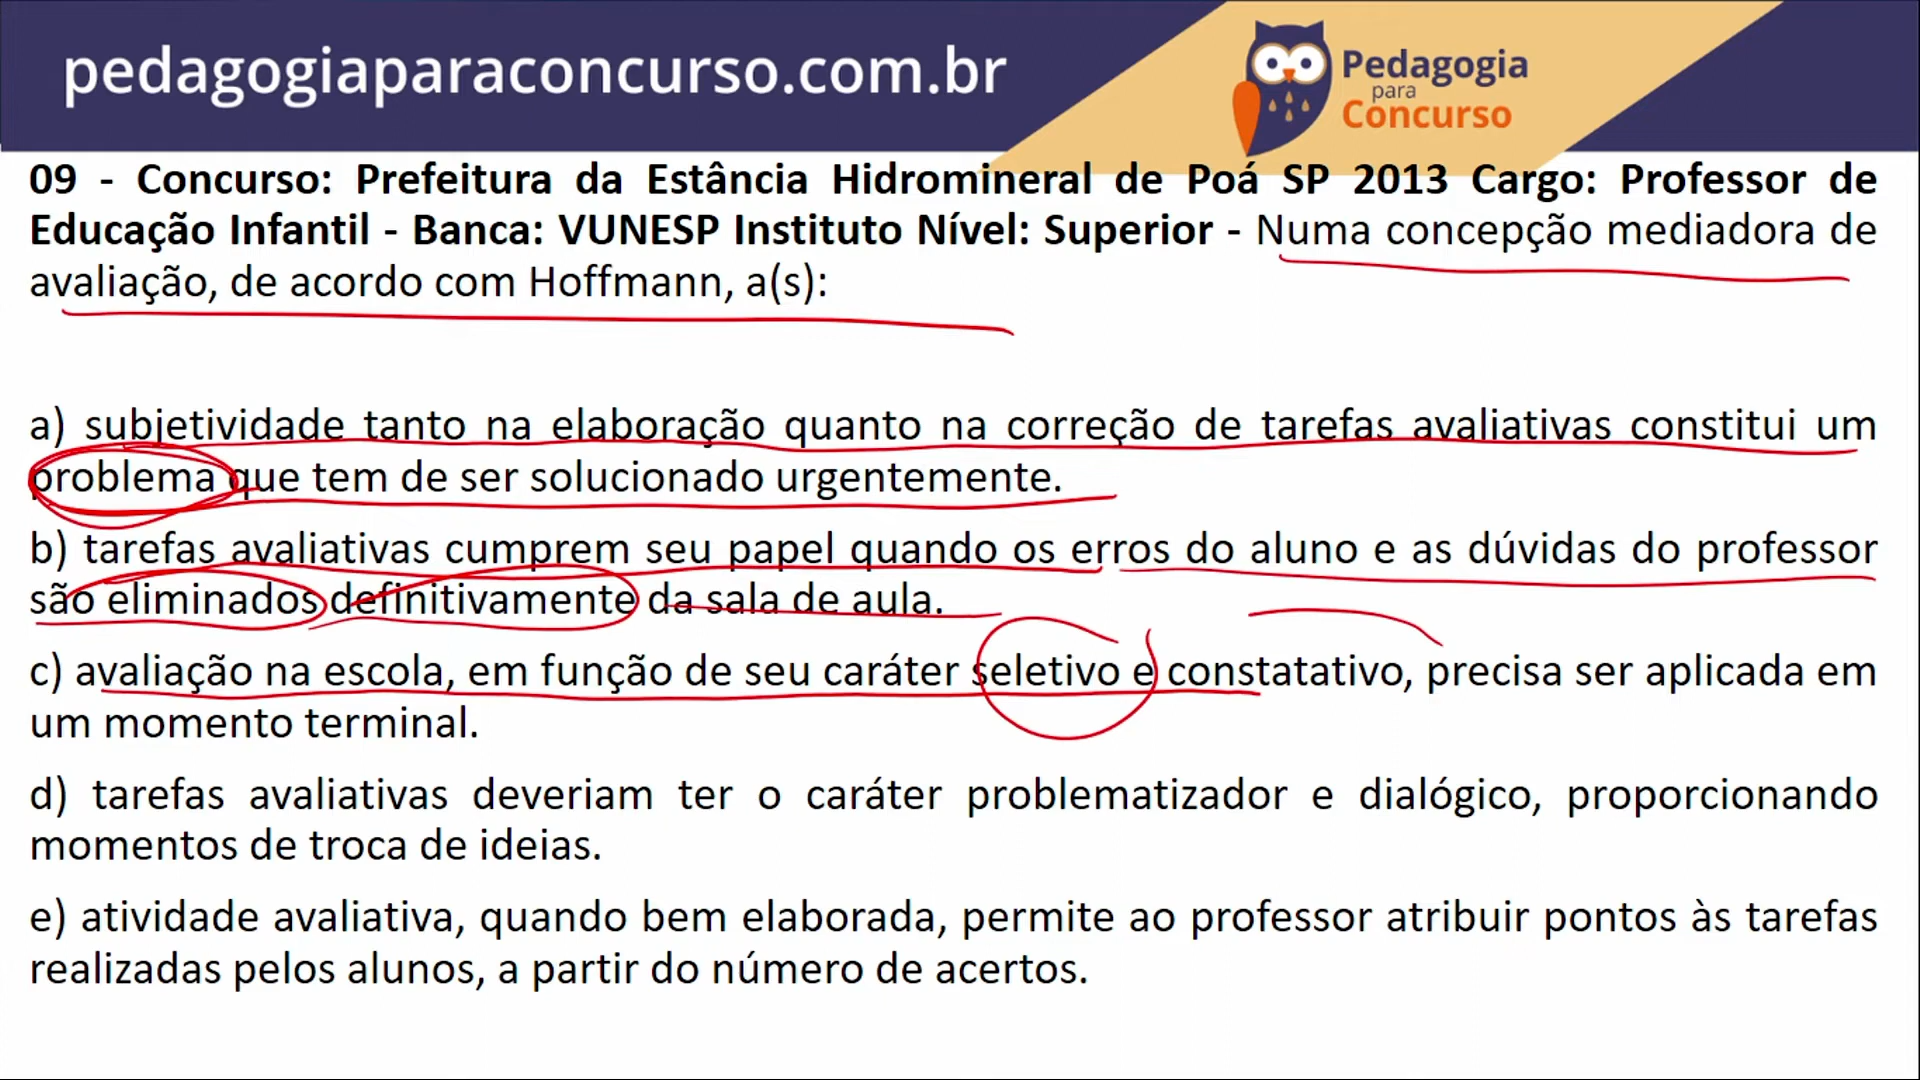 pedagogiaparaconcurso.com.br
Pedagogia
para
Concurso
09 - Concurso: Prefeitura da Estância Hidromineral de Poá SP 2013 Cargo: Professor de
Educação Infantil - Banca: VUNESP Instituto Nível: Superior - Numa concepção mediadora de
avaliação, de acordo com Hoffmann, a(s):
a) subjetividade tanto na elaboração quanto na correção de tarefas avaliativas constitui um
problema que tem de ser solucionado urgentemente.
b) tarefas avaliativas cumprem seu papel quando os erros do aluno e as dúvidas do professor
são eliminados definitivamente da sala de aula.
c) avaliação na escola, em função de seu caráter seletivo e constatativo, precisa ser aplicada em
um momento terminal.
d) tarefas avaliativas deveriam ter o caráter problematizador e dialógico, proporcionando
momentos de troca de ideias.
e) atividade avaliativa, quando bem elaborada, permite ao professor atribuir pontos às tarefas
realizadas pelos alunos, a partir do número de acertos.